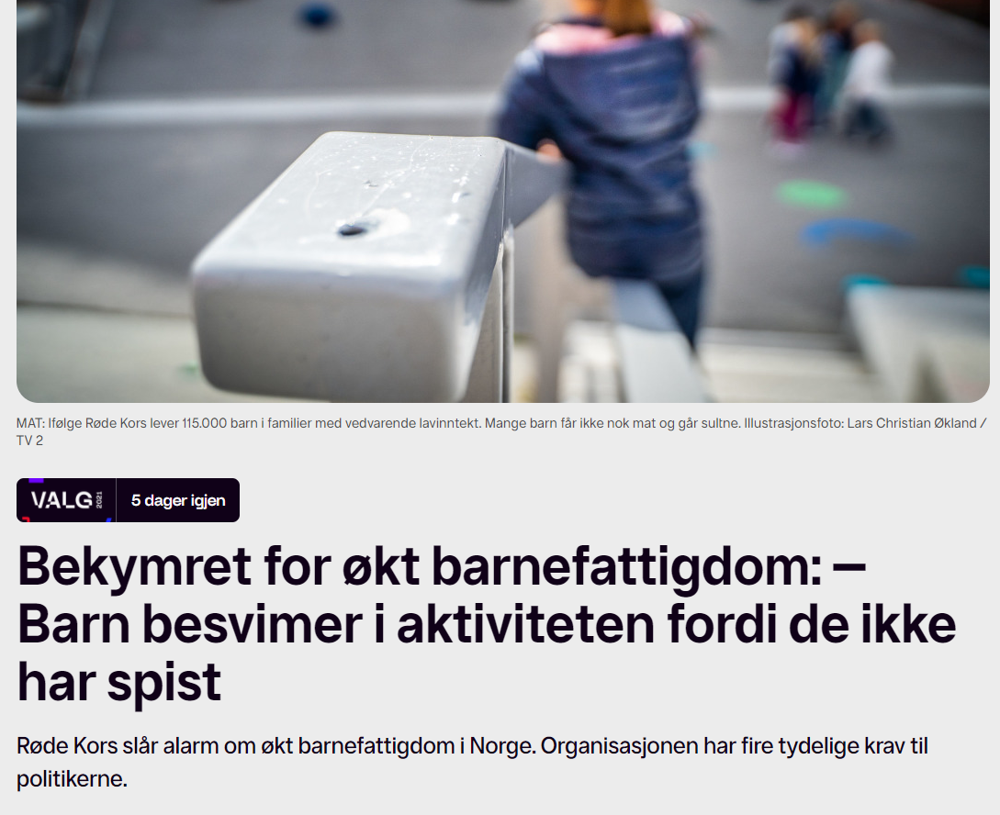 MAT: Ifølge Røde Kors lever 115.000 barn i familier med vedvarende lavinntekt. Mange barn får ikke nok mat og går sultne. Illustrasjonsfoto: Lars Christian Økland /
TV 2
VALG 2021 5 dager igjen
Bekymret for økt barnefattigdom: –
Barn besvimer i aktiviteten fordi de ikke
har spist
Røde Kors slår alarm om økt barnefattigdom i Norge. Organisasjonen har fire tydelige krav til
politikerne.